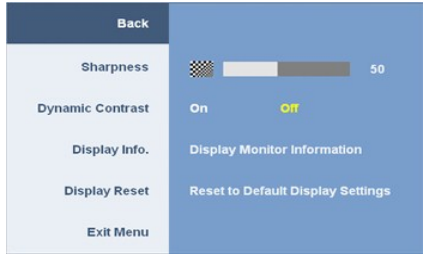 Back
Sharpness 50
Dynamic Contrast On Off
Display Info. Display Monitor Information
Display Reset Reset to Default Display Settings
Exit Menu